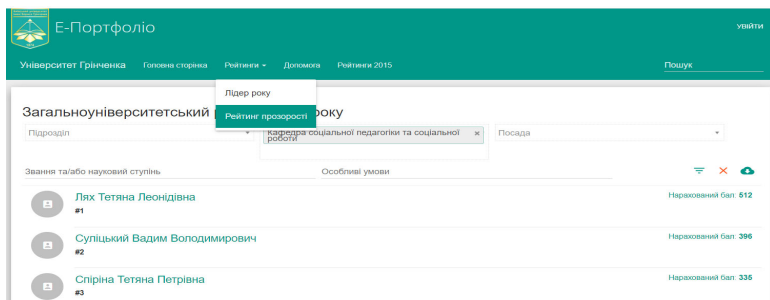 Е-Портфоліо
УВІЙТИ
Університет Грінченка Головна сторінка Рейтинги Допомога Рейтинги 2015 Пошук
Лідер року
Рейтинг прозорості
Загальноуніверситетський року
Підрозділ Кафедра соціальної педагогіки та соціальної роботи × Посада
Звання та/або науковий ступінь Особливі умови
Лях Тетяна Леонідівна Нарахований бал: 512
#1
Супіцький Вадим Володимирович Нарахований бал: 396
#2
Спіріна Тетяна Петрівна Нарахований бал: 335
#3